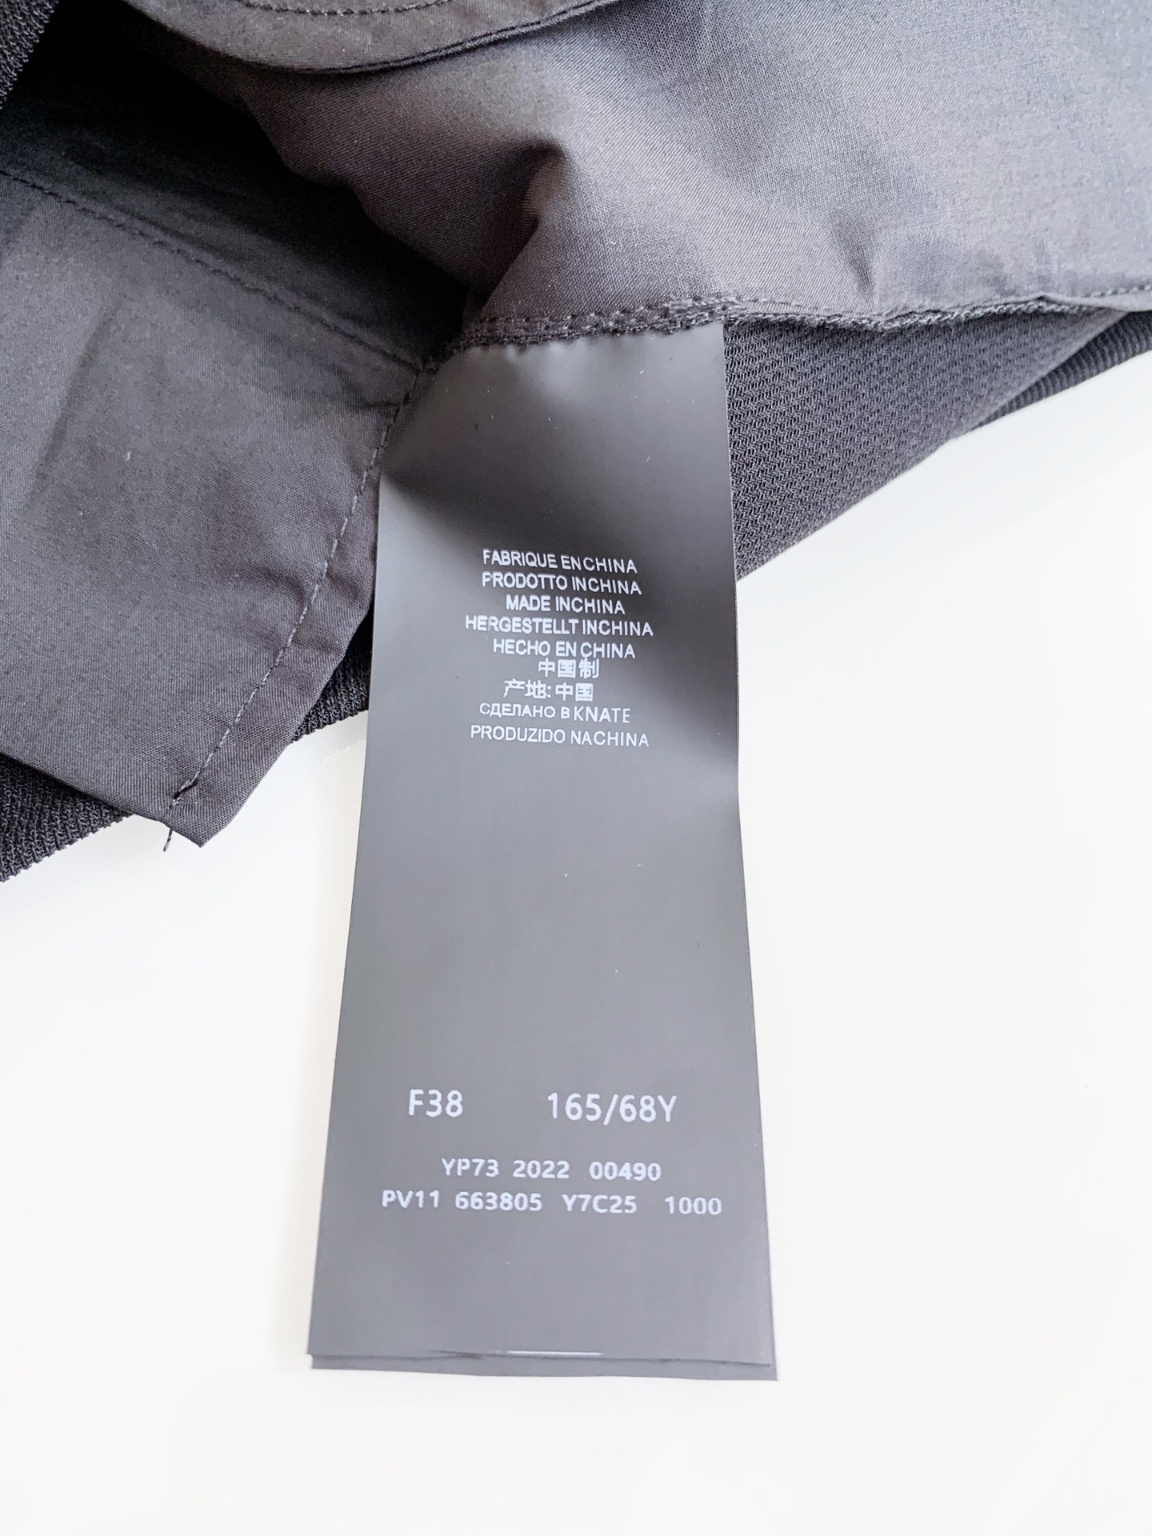 FABRIQUE EN CHINA
PRODOTTO IN CHINA
MADE IN CHINA
HERGESTELLT IN CHINA
HECHO EN CHINA
中国制
产地:中国
СДЕЛАНО В KNATE
PRODUZIDO NA CHINA
F38 165/68Y
YP73 2022 00490
PV11 663805 Y7C25 1000